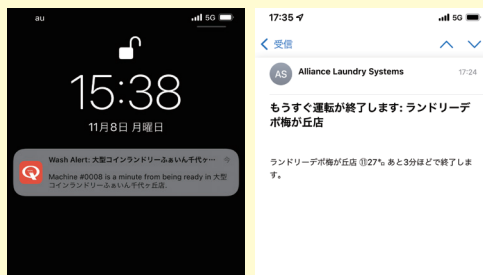 au
5G
15:38
11月8日 月曜日
Wash Alert: 大型コインランドリーふぁいん千代ヶ… 今
Machine #0008 is a minute from being ready in 大型
コインランドリーふぁいん千代ヶ丘店.
17:35
5G
受信
AS
Alliance Laundry Systems
17:24
もうすぐ運転が終了します: ランドリーデ
ポ梅が丘店
ランドリーデポ梅が丘店 ⑪27㌔ あと3分ほどで終了しま
す。